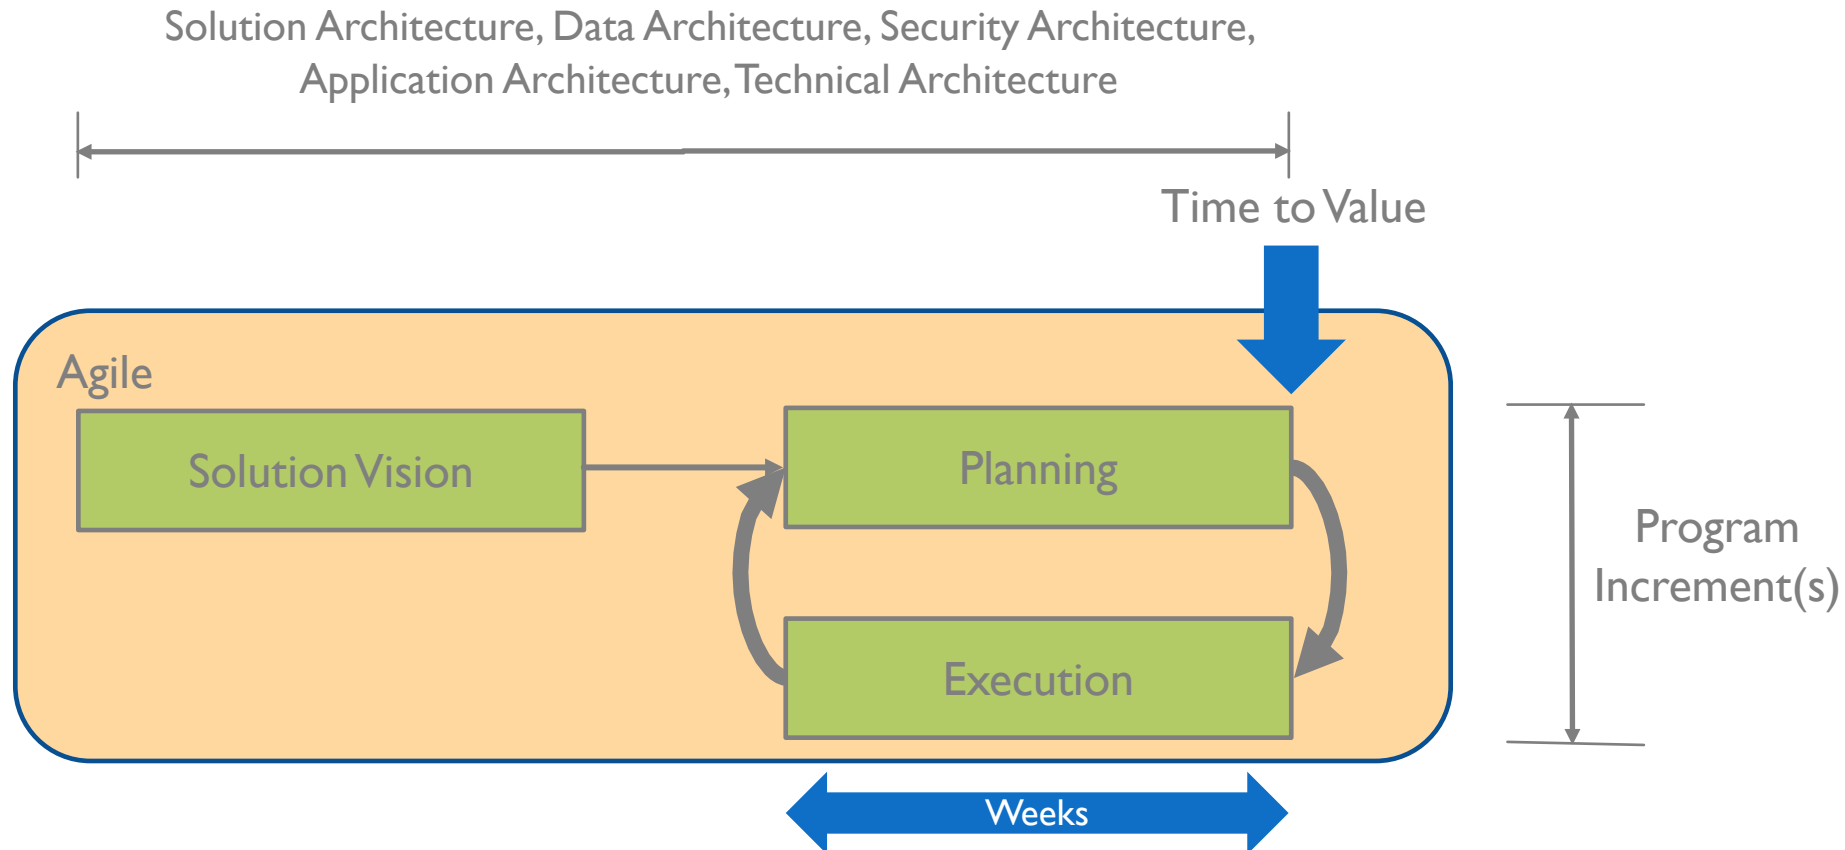 Solution Architecture, Data Architecture, Security Architecture,
Application Architecture, Technical Architecture
Time to Value
Agile
Solution Vision
Planning
Program
Increment(s)
Execution
Weeks